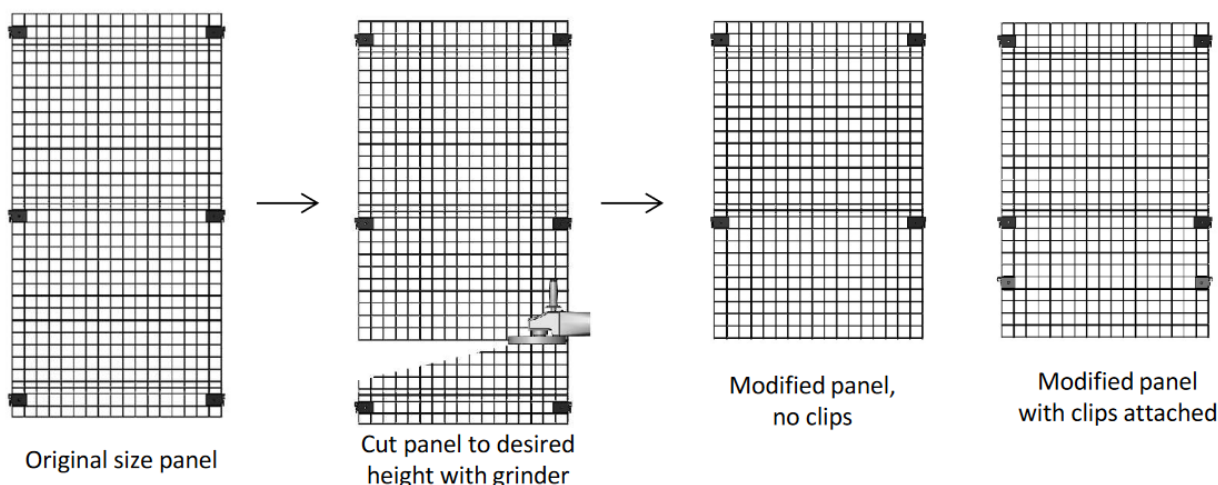 Original size panel
Cut panel to desired
height with grinder
Modified panel,
no clips
Modified panel
with clips attached